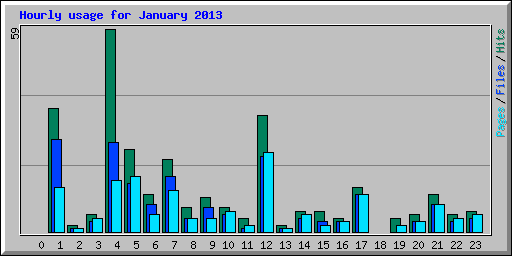 Hourly usage for January 2013
59
Pages/Files/Hits
0 1 2 3 4 5 6 7 8 9 10 11 12 13 14 15 16 17 18 19 20 21 22 23